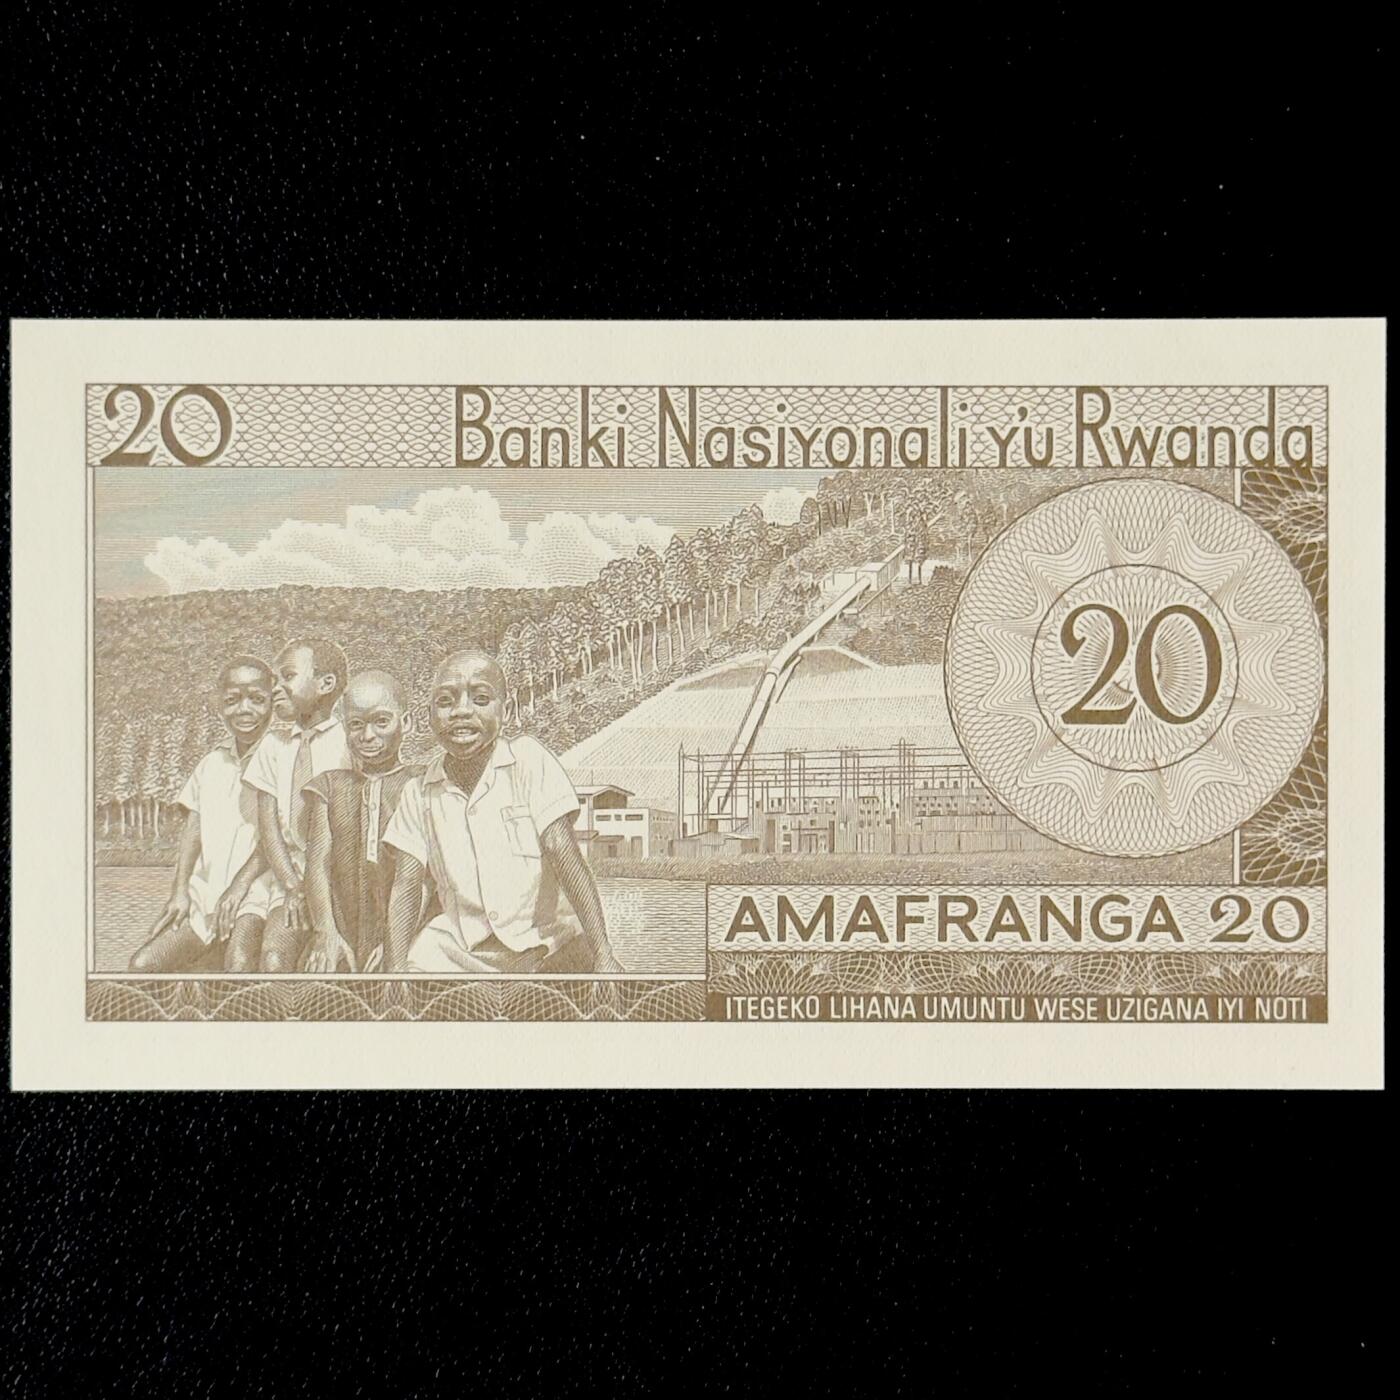 20 Banki Nasiyonali y'u Rwanda
20
AMAFRANGA 20
ITEGEKO LIHANA UMUNTU WESE UZIGANA IYI NOTI